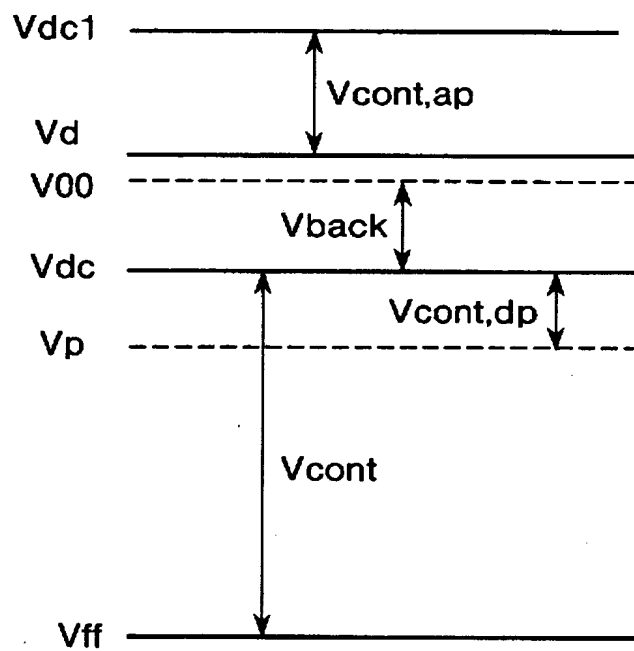 Vdc1
Vcont,ap
Vd
V00
Vback
Vdc
Vcont,dp
Vp
Vcont
Vff